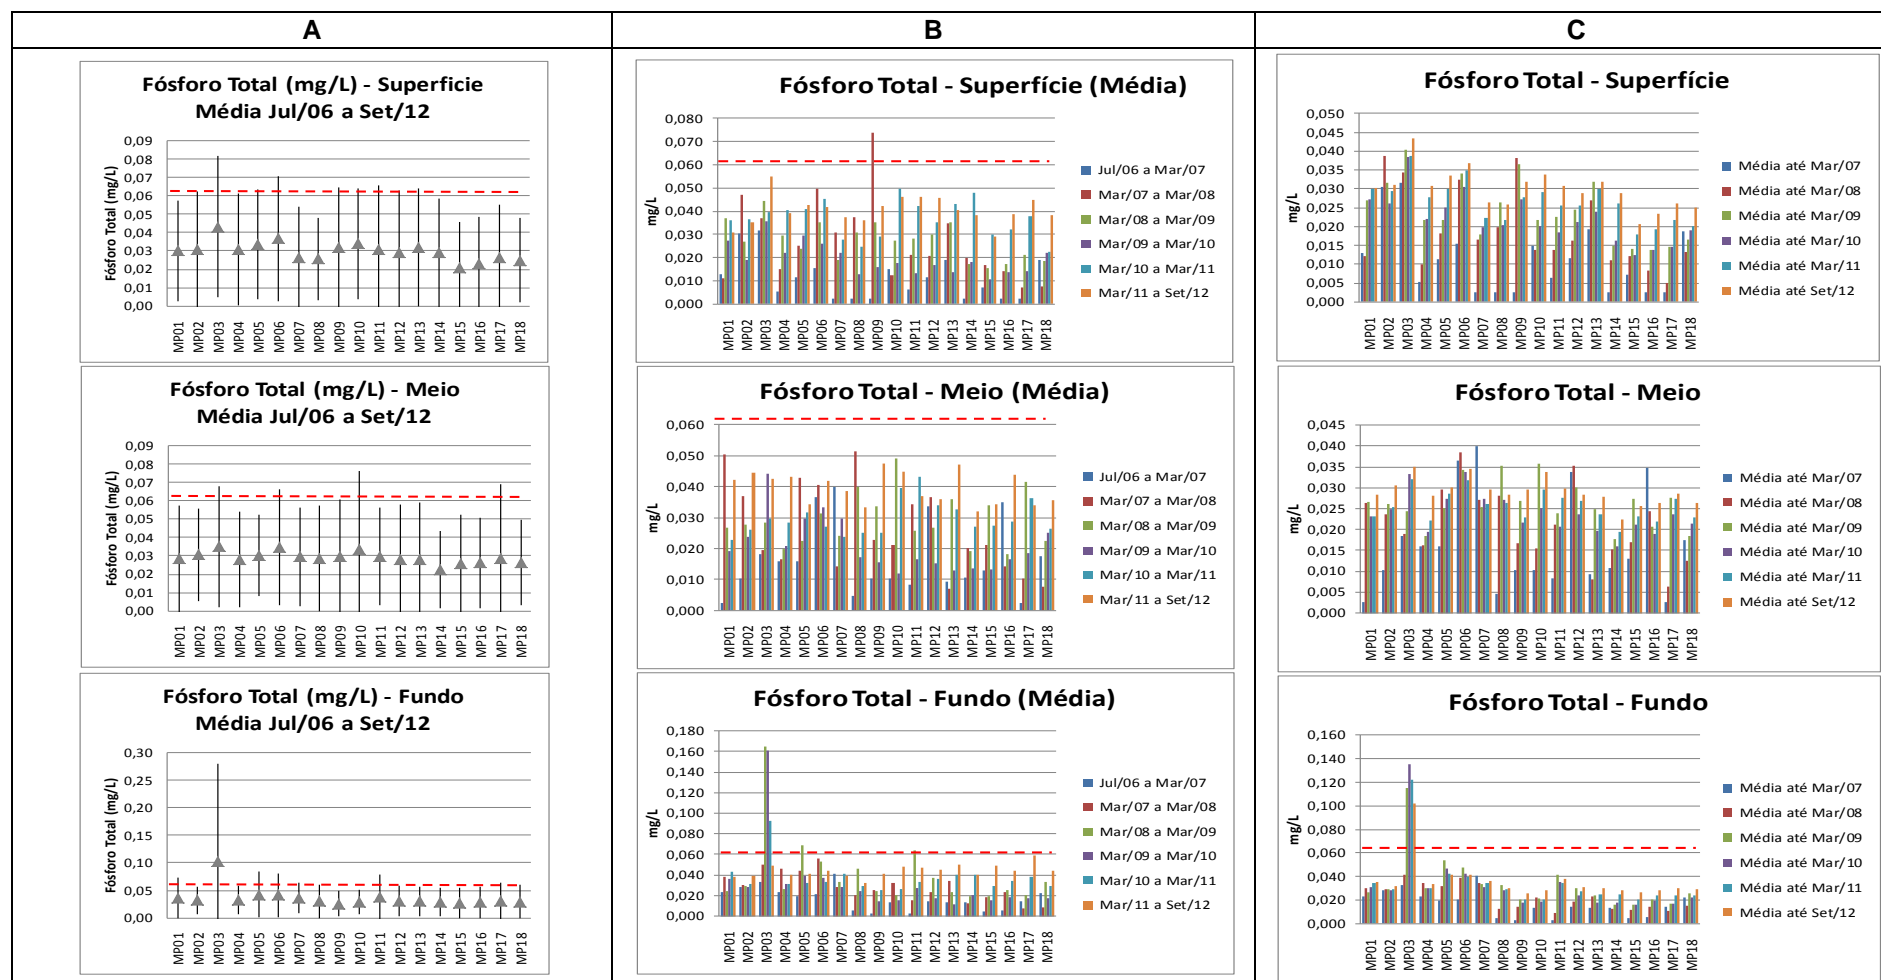 A
B
C
Fósforo Total (mg/L) - Superficie
Média Jul/06 a Set/12
Fósforo Total (mg/L)
0,09
0,08
0,07
0,06
0,05
0,04
0,03
0,02
0,01
0,00
MP01 MP02 MP03 MP04 MP05 MP06 MP07 MP08 MP09 MP10 MP11 MP12 MP13 MP14 MP15 MP16 MP17 MP18
Fósforo Total - Superfície (Média)
mg/L
0,080
0,070
0,060
0,050
0,040
0,030
0,020
0,010
0,000
MP01 MP02 MP03 MP04 MP05 MP06 MP07 MP08 MP09 MP10 MP11 MP12 MP13 MP14 MP15 MP16 MP17 MP18
Jul/06 a Mar/07
Mar/07 a Mar/08
Mar/08 a Mar/09
Mar/09 a Mar/10
Mar/10 a Mar/11
Mar/11 a Set/12
Fósforo Total - Superfície
mg/L
0,050
0,045
0,040
0,035
0,030
0,025
0,020
0,015
0,010
0,005
0,000
MP01 MP02 MP03 MP04 MP05 MP06 MP07 MP08 MP09 MP10 MP11 MP12 MP13 MP14 MP15 MP16 MP17 MP18
Média até Mar/07
Média até Mar/08
Média até Mar/09
Média até Mar/10
Média até Mar/11
Média até Set/12
Fósforo Total (mg/L) - Meio
Média Jul/06 a Set/12
Fósforo Total (mg/L)
0,09
0,08
0,07
0,06
0,05
0,04
0,03
0,02
0,01
0,00
MP01 MP02 MP03 MP04 MP05 MP06 MP07 MP08 MP09 MP10 MP11 MP12 MP13 MP14 MP15 MP16 MP17 MP18
Fósforo Total - Meio (Média)
mg/L
0,060
0,050
0,040
0,030
0,020
0,010
0,000
MP01 MP02 MP03 MP04 MP05 MP06 MP07 MP08 MP09 MP10 MP11 MP12 MP13 MP14 MP15 MP16 MP17 MP18
Jul/06 a Mar/07
Mar/07 a Mar/08
Mar/08 a Mar/09
Mar/09 a Mar/10
Mar/10 a Mar/11
Mar/11 a Set/12
Fósforo Total - Meio
mg/L
0,045
0,040
0,035
0,030
0,025
0,020
0,015
0,010
0,005
0,000
MP01 MP02 MP03 MP04 MP05 MP06 MP07 MP08 MP09 MP10 MP11 MP12 MP13 MP14 MP15 MP16 MP17 MP18
Média até Mar/07
Média até Mar/08
Média até Mar/09
Média até Mar/10
Média até Mar/11
Média até Set/12
Fósforo Total (mg/L) - Fundo
Média Jul/06 a Set/12
Fósforo Total (mg/L)
0,30
0,25
0,20
0,15
0,10
0,05
0,00
MP01 MP02 MP03 MP04 MP05 MP06 MP07 MP08 MP09 MP10 MP11 MP12 MP13 MP14 MP15 MP16 MP17 MP18
Fósforo Total - Fundo (Média)
mg/L
0,180
0,160
0,140
0,120
0,100
0,080
0,060
0,040
0,020
0,000
MP01 MP02 MP03 MP04 MP05 MP06 MP07 MP08 MP09 MP10 MP11 MP12 MP13 MP14 MP15 MP16 MP17 MP18
Jul/06 a Mar/07
Mar/07 a Mar/08
Mar/08 a Mar/09
Mar/09 a Mar/10
Mar/10 a Mar/11
Mar/11 a Set/12
Fósforo Total - Fundo
mg/L
0,160
0,140
0,120
0,100
0,080
0,060
0,040
0,020
0,000
MP01 MP02 MP03 MP04 MP05 MP06 MP07 MP08 MP09 MP10 MP11 MP12 MP13 MP14 MP15 MP16 MP17 MP18
Média até Mar/07
Média até Mar/08
Média até Mar/09
Média até Mar/10
Média até Mar/11
Média até Set/12